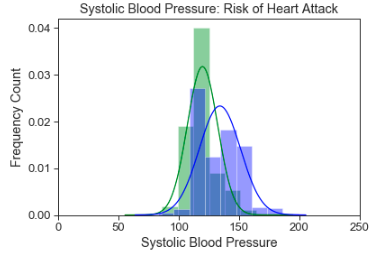 Systolic Blood Pressure: Risk of Heart Attack
0.04
0.03
0.02
0.01
0.00
Frequency Count
0 50 100 150 200 250
Systolic Blood Pressure